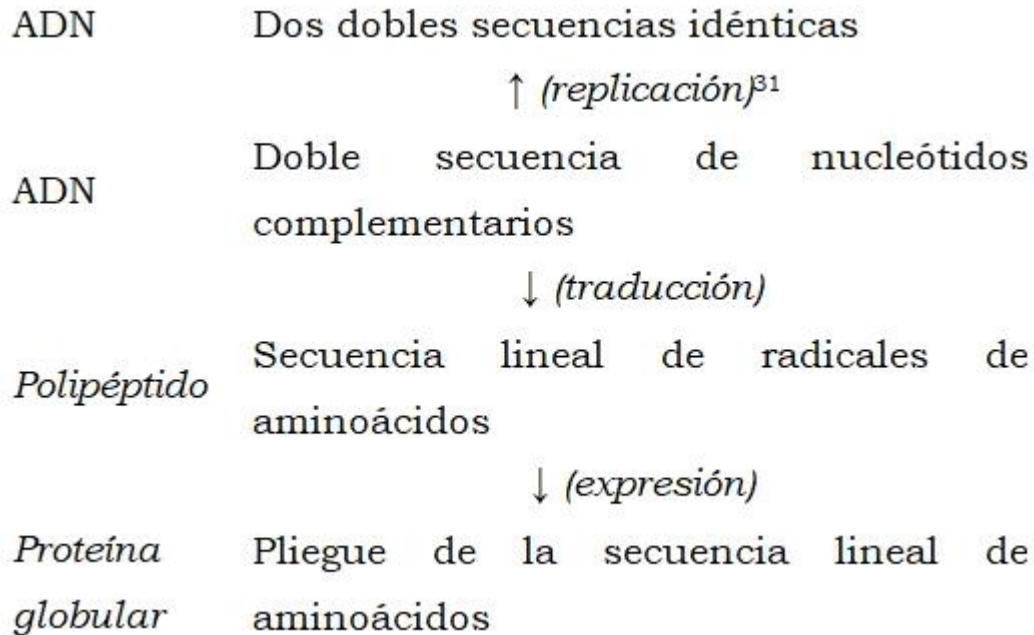 ADN Dos dobles secuencias idénticas
↑ (replicación)³¹
ADN Doble secuencia de nucleótidos
complementarios
↓ (traducción)
Polipéptido Secuencia lineal de radicales de
aminoácidos
↓ (expresión)
Proteína Pliegue de la secuencia lineal de
globular aminoácidos